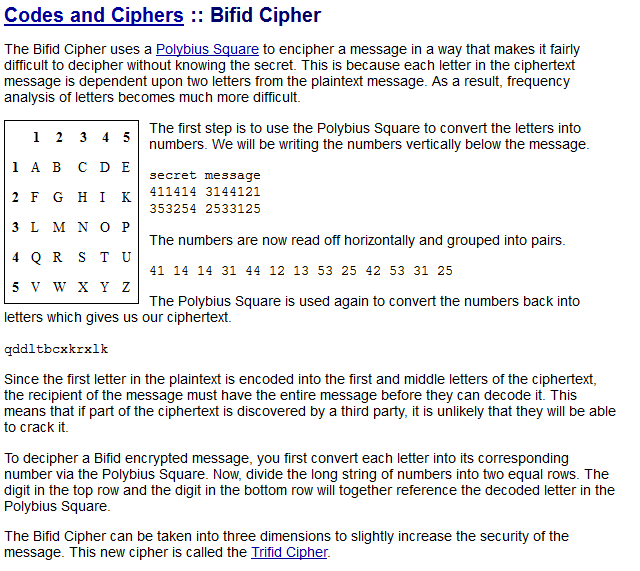 Codes and Ciphers :: Bifid Cipher
The Bifid Cipher uses a Polybius Square to encipher a message in a way that makes it fairly
difficult to decipher without knowing the secret. This is because each letter in the ciphertext
message is dependent upon two letters from the plaintext message. As a result, frequency
analysis of letters becomes much more difficult.
1 2 3 4 5
1 A B C D E
2 F G H I K
3 L M N O P
4 Q R S T U
5 V W X Y Z
The first step is to use the Polybius Square to convert the letters into
numbers. We will be writing the numbers vertically below the message.
secret message
411414 3144121
353254 2533125
The numbers are now read off horizontally and grouped into pairs.
41 14 14 31 44 12 13 53 25 42 53 31 25
The Polybius Square is used again to convert the numbers back into
letters which gives us our ciphertext.
qddltbcxkrxlk
Since the first letter in the plaintext is encoded into the first and middle letters of the ciphertext,
the recipient of the message must have the entire message before they can decode it. This
means that if part of the ciphertext is discovered by a third party, it is unlikely that they will be able
to crack it.
To decipher a Bifid encrypted message, you first convert each letter into its corresponding
number via the Polybius Square. Now, divide the long string of numbers into two equal rows. The
digit in the top row and the digit in the bottom row will together reference the decoded letter in the
Polybius Square.
The Bifid Cipher can be taken into three dimensions to slightly increase the security of the
message. This new cipher is called the Trifid Cipher.